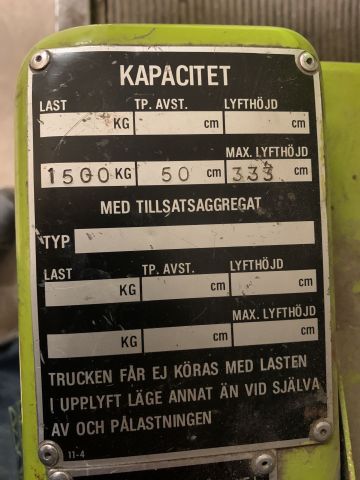 KAPACITET
LAST TP. AVST. LYFTHÖJD
KG cm cm
MAX. LYFTHÖJD
1500 KG 50 cm 333 cm
MED TILLSATSAGGREGAT
TYP
LAST TP. AVST. LYFTHÖJD
KG cm cm
MAX. LYFTHÖJD
KG cm cm
TRUCKEN FÅR EJ KÖRAS MED LASTEN
I UPPLYFT LÄGE ANNAT ÄN VID SJÄLVA
AV OCH PÅLASTNINGEN
11-4